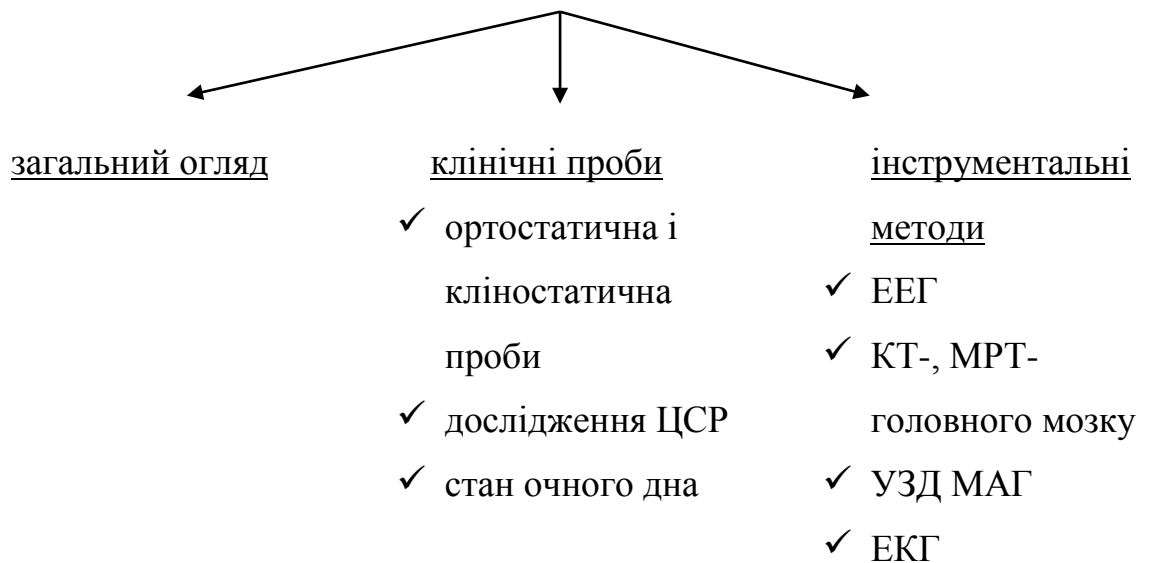 загальний огляд
клінічні проби
✓ ортостатична і
кліностатична
проби
✓ дослідження ЦСР
✓ стан очного дна
інструментальні
методи
✓ ЕЕГ
✓ КТ-, МРТ-
головного мозку
✓ УЗД МАГ
✓ ЕКГ